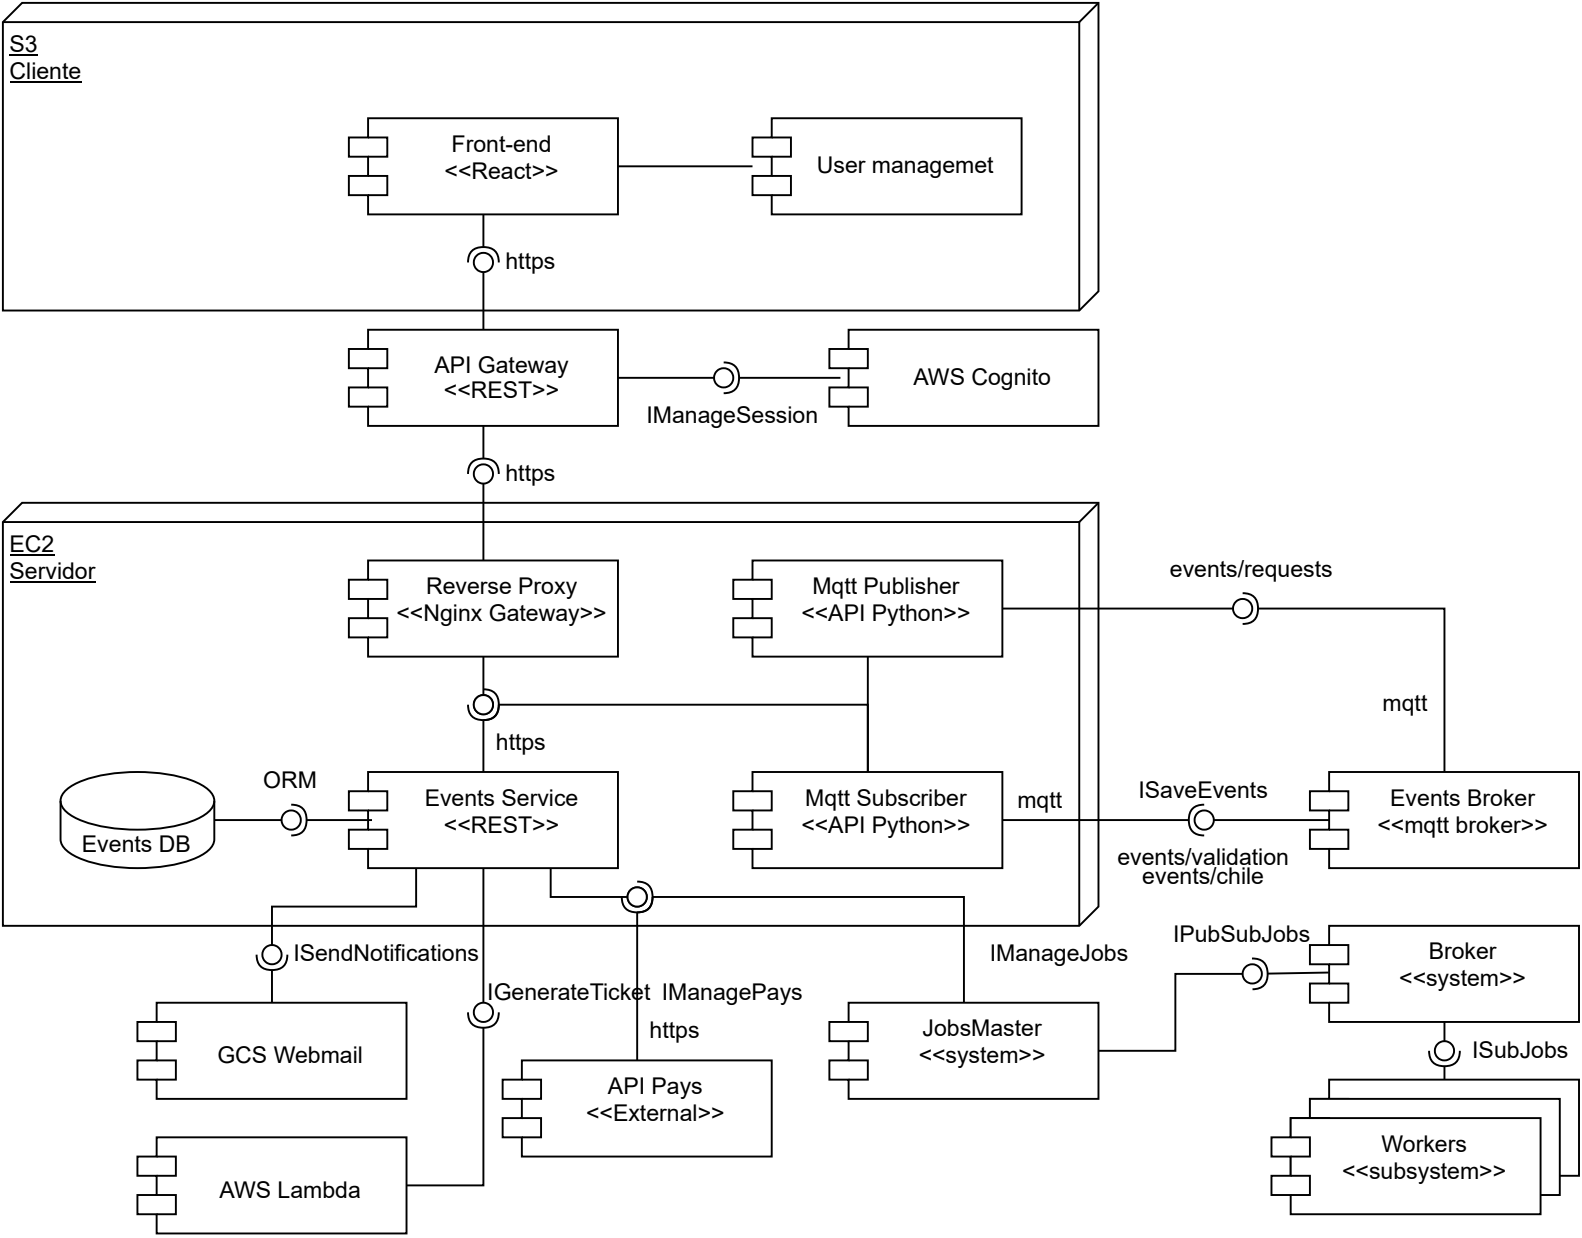 S3
Cliente
Front-end
<<React>>
User managemet
https
API Gateway
<<REST>>
AWS Cognito
IManageSession
https
EC2
Servidor
Reverse Proxy
<<Nginx Gateway>>
Mqtt Publisher
<<API Python>>
events/requests
mqtt
https
ORM
Events DB
Events Service
<<REST>>
Mqtt Subscriber
<<API Python>>
mqtt
ISaveEvents
events/validation
events/chile
Events Broker
<<mqtt broker>>
ISendNotifications
IGenerateTicket
IManagePays
https
IManageJobs
IPubSubJobs
Broker
<<system>>
GCS Webmail
JobsMaster
<<system>>
ISubJobs
API Pays
<<External>>
AWS Lambda
Workers
<<subsystem>>